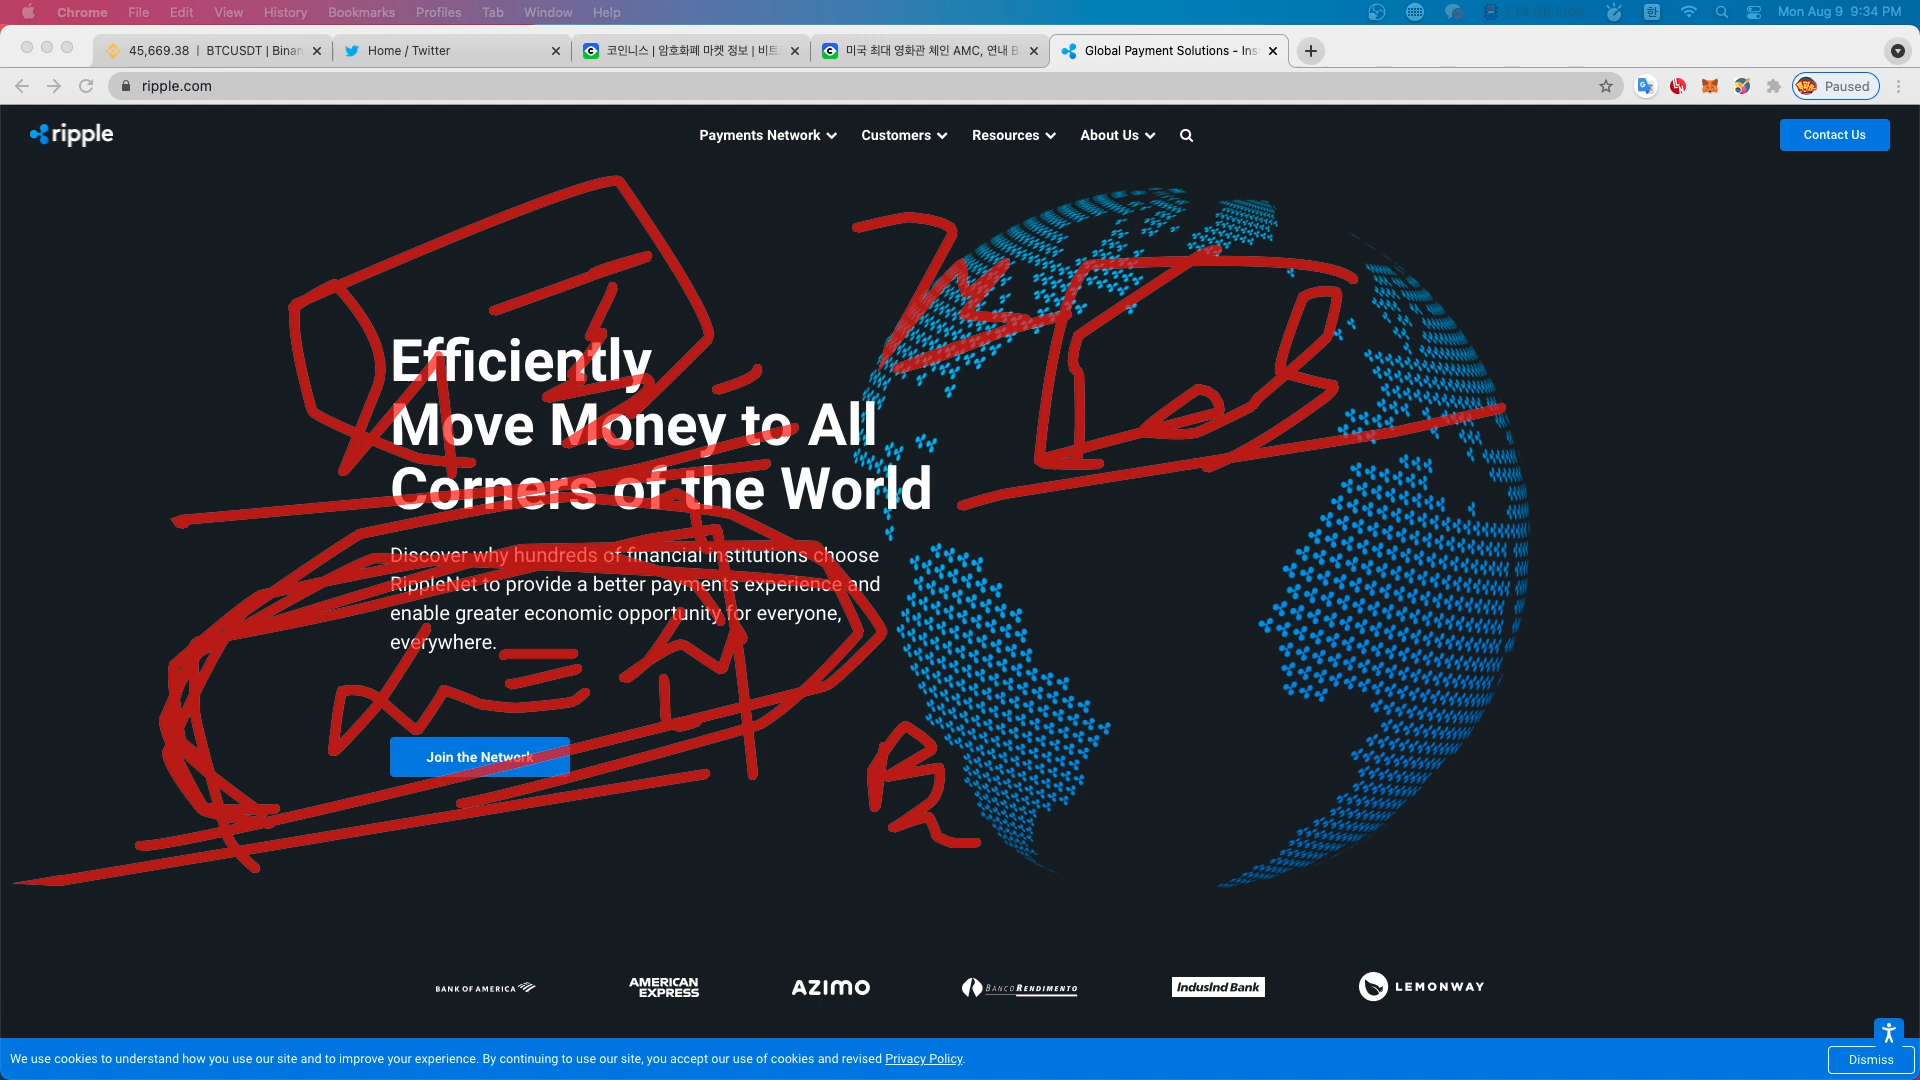 Chrome File Edit View History Bookmarks Profiles Tab Window Help
Mon Aug 9 9:34 PM
45,669.38 | BTCUSDT | Binan
Home / Twitter
코인니스 | 암호화폐 마켓 정보 | 비트
미국 최대 영화관 체인 AMC, 연내 B
Global Payment Solutions - Ins
ripple.com
Paused
ripple
Payments Network
Customers
Resources
About Us
Contact Us
Efficiently
Move Money to All
Corners of the World
Discover why hundreds of financial institutions choose
RippleNet to provide a better payments experience and
enable greater economic opportunity for everyone,
everywhere.
Join the Network
BANK OF AMERICA
AMERICAN
EXPRESS
AZIMO
BANCO RENDIMENTO
IndusInd Bank
LEMONWAY
We use cookies to understand how you use our site and to improve your experience. By continuing to use our site, you accept our use of cookies and revised Privacy Policy.
Dismiss